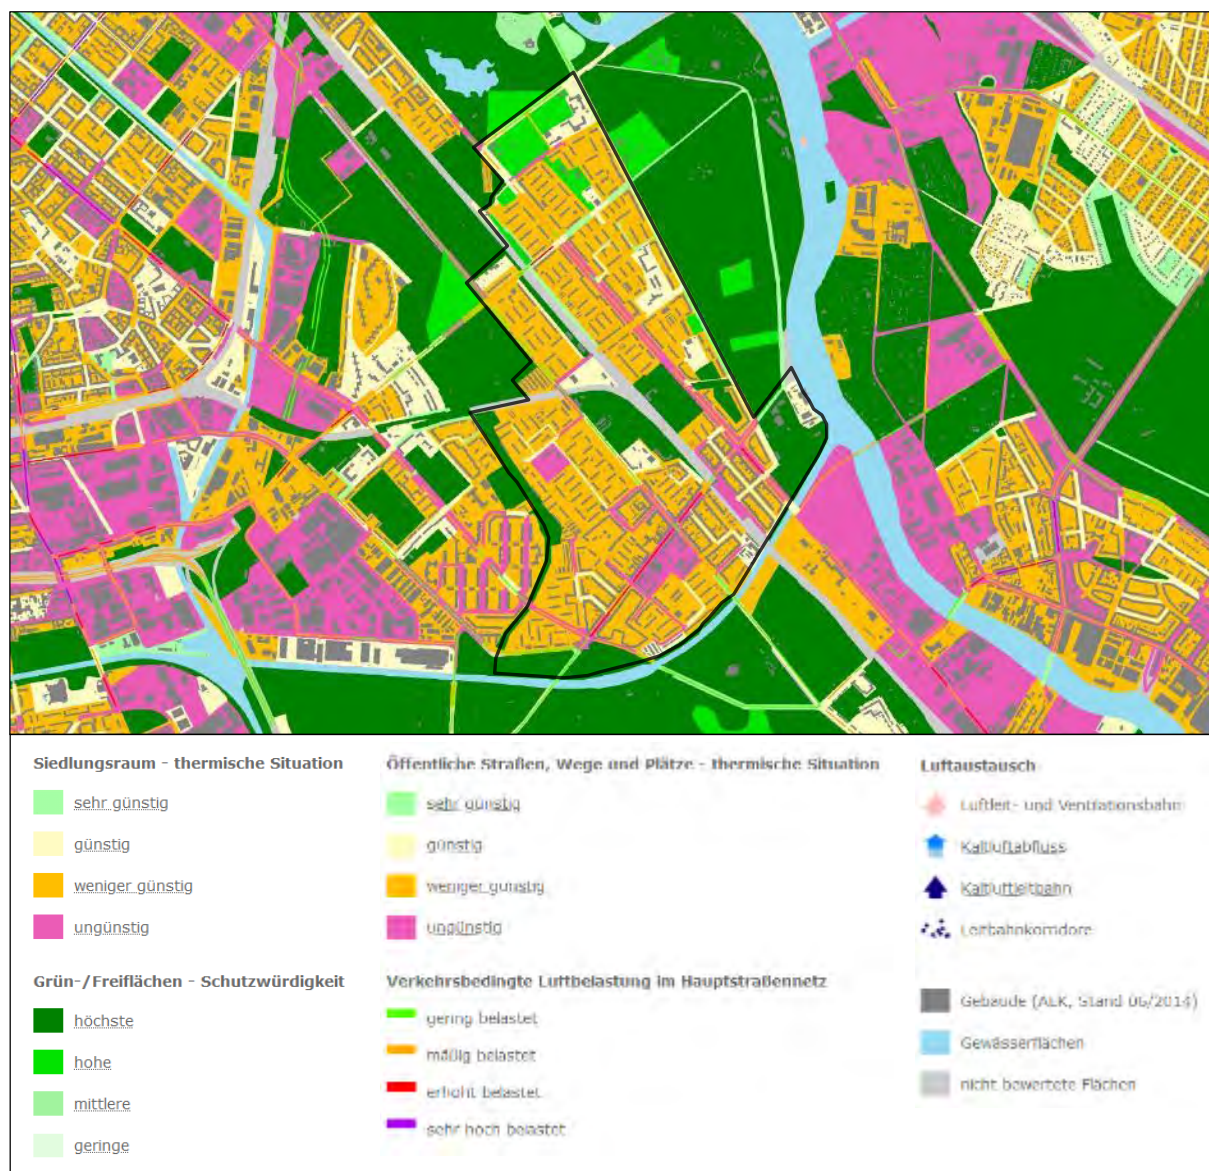 Siedlungsraum - thermische Situation
sehr günstig
günstig
weniger günstig
ungünstig
Grün-/Freiflächen - Schutzwürdigkeit
höchste
hohe
mittlere
geringe
Öffentliche Straßen, Wege und Plätze - thermische Situation
sehr günstig
günstig
weniger günstig
ungünstig
Verkehrsbedingte Luftbelastung im Hauptstraßennetz
gering belastet
mäßig belastet
erhöht belastet
sehr hoch belastet
Luftaustausch
Luftleit- und Ventilationsbahn
Kaltluftabfluss
Kaltluftleitbahn
Leitbahnkorridore
Gebäude (ALK, Stand 06/2014)
Gewässerflächen
nicht bewertete Flächen